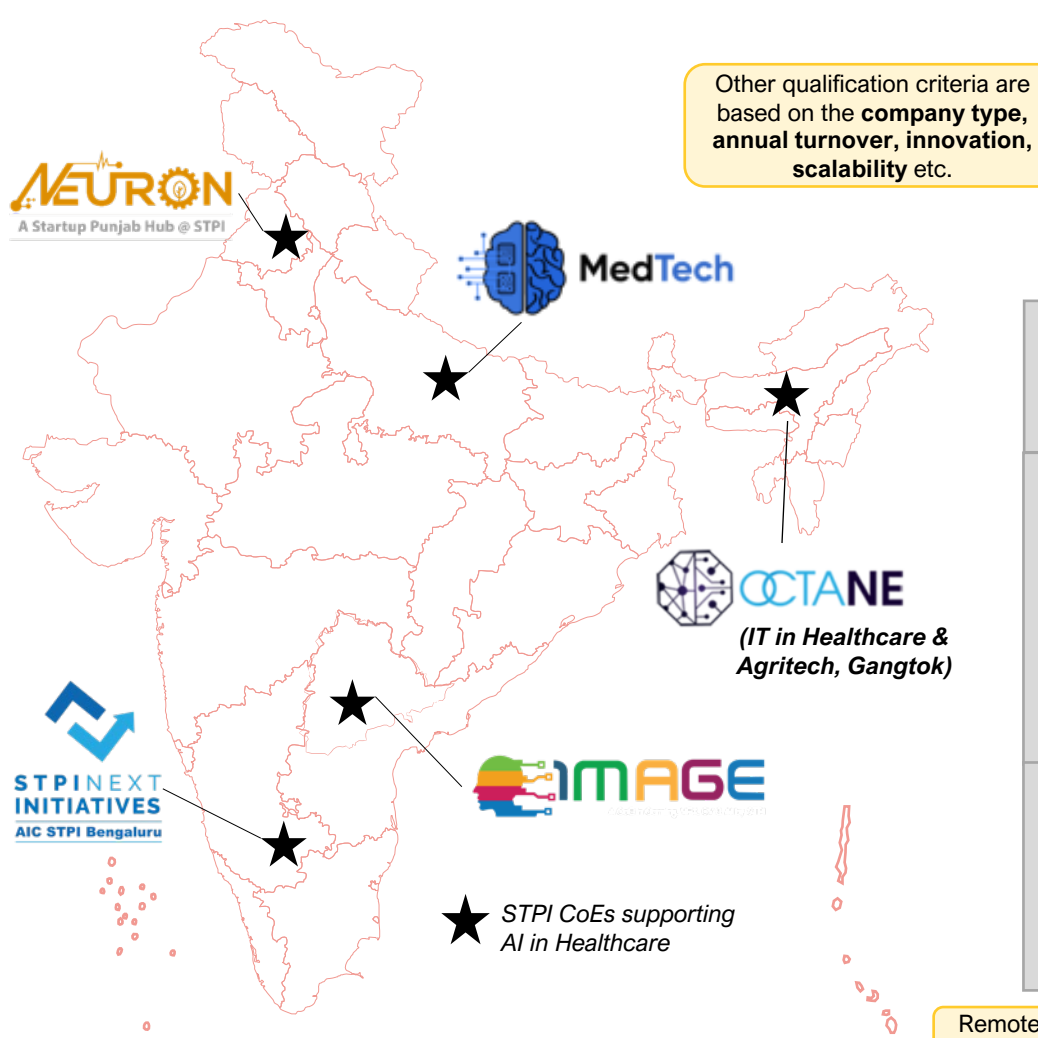 Other qualification criteria are
based on the company type,
annual turnover, innovation,
scalability etc.
NEURON
A Startup Punjab Hub @ STPI
MedTech
OCTANE
(IT in Healthcare &
Agritech, Gangtok)
STPINEXT
INITIATIVES
AIC STPI Bengaluru
IMAGE
STPI CoEs supporting
AI in Healthcare
Remote